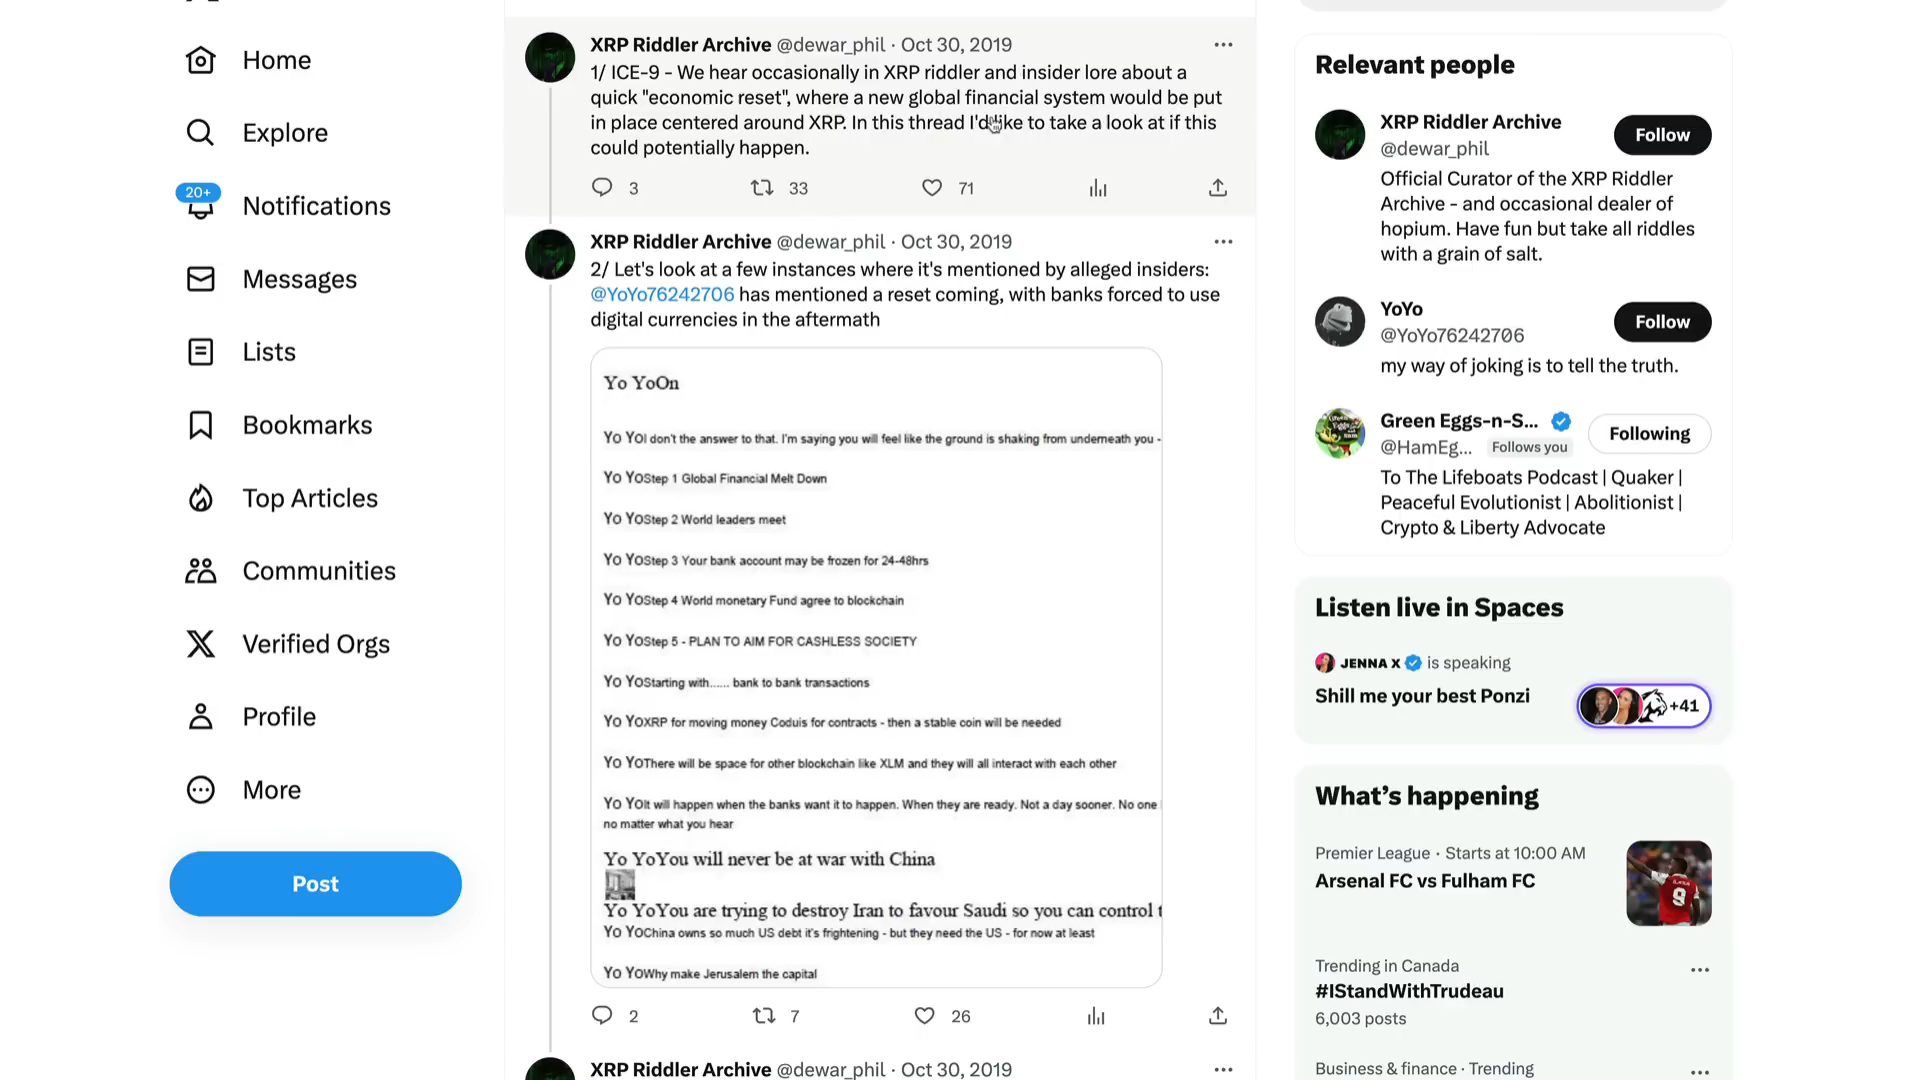 Home
Explore
20+
Notifications
Messages
Lists
Bookmarks
Top Articles
Communities
Verified Orgs
Profile
More
Post
XRP Riddler Archive @dewar_phil · Oct 30, 2019
1/ ICE-9 - We hear occasionally in XRP riddler and insider lore about a
quick "economic reset", where a new global financial system would be put
in place centered around XRP. In this thread I'd like to take a look at if this
could potentially happen.
3 33 71
XRP Riddler Archive @dewar_phil · Oct 30, 2019
2/ Let's look at a few instances where it's mentioned by alleged insiders:
@YoYo76242706 has mentioned a reset coming, with banks forced to use
digital currencies in the aftermath
Yo YoOn
Yo YoI don't the answer to that. I'm saying you will feel like the ground is shaking from underneath you -
Yo YoStep 1 Global Financial Melt Down
Yo YoStep 2 World leaders meet
Yo YoStep 3 Your bank account may be frozen for 24-48hrs
Yo YoStep 4 World monetary Fund agree to blockchain
Yo YoStep 5 - PLAN TO AIM FOR CASHLESS SOCIETY
Yo YoStarting with...... bank to bank transactions
Yo YoXRP for moving money Coduis for contracts - then a stable coin will be needed
Yo YoThere will be space for other blockchain like XLM and they will all interact with each other
Yo YoIt will happen when the banks want it to happen. When they are ready. Not a day sooner. No one
no matter what you hear
Yo YoYou will never be at war with China
Yo YoYou are trying to destroy Iran to favour Saudi so you can control t
Yo YoChina owns so much US debt it's frightening - but they need the US - for now at least
Yo YoWhy make Jerusalem the capital
2 7 26
XRP Riddler Archive @dewar_phil · Oct 30, 2019
Relevant people
XRP Riddler Archive
@dewar_phil
Follow
Official Curator of the XRP Riddler
Archive - and occasional dealer of
hopium. Have fun but take all riddles
with a grain of salt.
YoYo
@YoYo76242706
Follow
my way of joking is to tell the truth.
Green Eggs-n-S...
@HamEg... Follows you
Following
To The Lifeboats Podcast | Quaker |
Peaceful Evolutionist | Abolitionist |
Crypto & Liberty Advocate
Listen live in Spaces
JENNA X is speaking
Shill me your best Ponzi
+41
What's happening
Premier League · Starts at 10:00 AM
Arsenal FC vs Fulham FC
Trending in Canada
#IStandWithTrudeau
6,003 posts
Business & finance · Trending